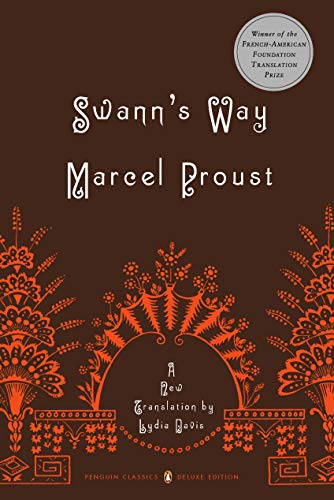 Winner of the
FRENCH-AMERICAN
FOUNDATION
TRANSLATION
PRIZE
Swann's Way
Marcel Proust
A
New
Translation by
Lydia Davis
PENGUIN CLASSICS DELUXE EDITION